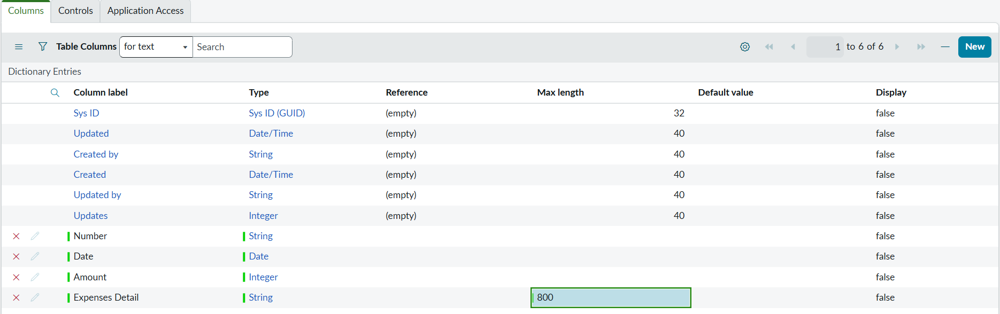 Columns Controls Application Access
Table Columns for text Search 1 to 6 of 6 New
Dictionary Entries
Column label Type Reference Max length Default value Display
Sys ID Sys ID (GUID) (empty) 32 false
Updated Date/Time (empty) 40 false
Created by String (empty) 40 false
Created Date/Time (empty) 40 false
Updated by String (empty) 40 false
Updates Integer (empty) 40 false
Number String false
Date Date false
Amount Integer false
Expenses Detail String 800 false